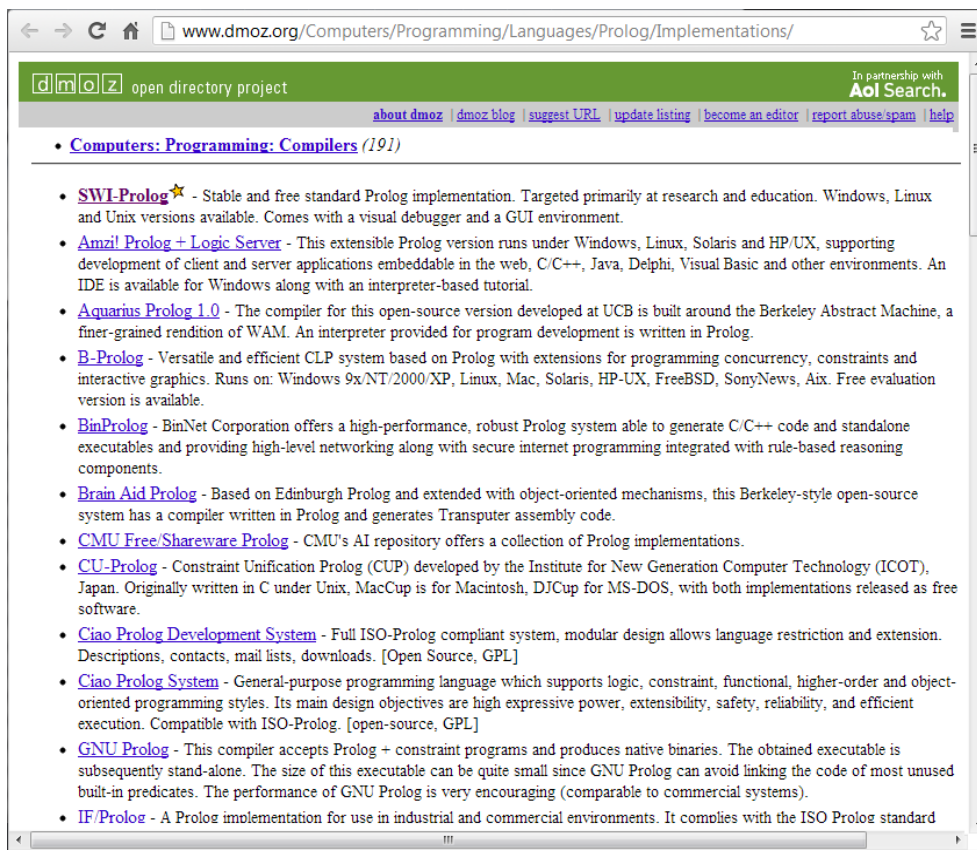 www.dmoz.org/Computers/Programming/Languages/Prolog/Implementations/
dmoz open directory project
In partnership with
Aol Search.
about dmoz | dmoz blog | suggest URL | update listing | become an editor | report abuse/spam | help
• Computers: Programming: Compilers (191)
• SWI-Prolog - Stable and free standard Prolog implementation. Targeted primarily at research and education. Windows, Linux
and Unix versions available. Comes with a visual debugger and a GUI environment.
• Amzi! Prolog + Logic Server - This extensible Prolog version runs under Windows, Linux, Solaris and HP/UX, supporting
development of client and server applications embeddable in the web, C/C++, Java, Delphi, Visual Basic and other environments. An
IDE is available for Windows along with an interpreter-based tutorial.
• Aquarius Prolog 1.0 - The compiler for this open-source version developed at UCB is built around the Berkeley Abstract Machine, a
finer-grained rendition of WAM. An interpreter provided for program development is written in Prolog.
• B-Prolog - Versatile and efficient CLP system based on Prolog with extensions for programming concurrency, constraints and
interactive graphics. Runs on: Windows 9x/NT/2000/XP, Linux, Mac, Solaris, HP-UX, FreeBSD, SonyNews, Aix. Free evaluation
version is available.
• BinProlog - BinNet Corporation offers a high-performance, robust Prolog system able to generate C/C++ code and standalone
executables and providing high-level networking along with secure internet programming integrated with rule-based reasoning
components.
• Brain Aid Prolog - Based on Edinburgh Prolog and extended with object-oriented mechanisms, this Berkeley-style open-source
system has a compiler written in Prolog and generates Transputer assembly code.
• CMU Free/Shareware Prolog - CMU's AI repository offers a collection of Prolog implementations.
• CU-Prolog - Constraint Unification Prolog (CUP) developed by the Institute for New Generation Computer Technology (ICOT),
Japan. Originally written in C under Unix, MacCup is for Macintosh, DJCup for MS-DOS, with both implementations released as free
software.
• Ciao Prolog Development System - Full ISO-Prolog compliant system, modular design allows language restriction and extension.
Descriptions, contacts, mail lists, downloads. [Open Source, GPL]
• Ciao Prolog System - General-purpose programming language which supports logic, constraint, functional, higher-order and object-
oriented programming styles. Its main design objectives are high expressive power, extensibility, safety, reliability, and efficient
execution. Compatible with ISO-Prolog. [open-source, GPL]
• GNU Prolog - This compiler accepts Prolog + constraint programs and produces native binaries. The obtained executable is
subsequently stand-alone. The size of this executable can be quite small since GNU Prolog can avoid linking the code of most unused
built-in predicates. The performance of GNU Prolog is very encouraging (comparable to commercial systems).
• IF/Prolog - A Prolog implementation for use in industrial and commercial environments. It complies with the ISO Prolog standard